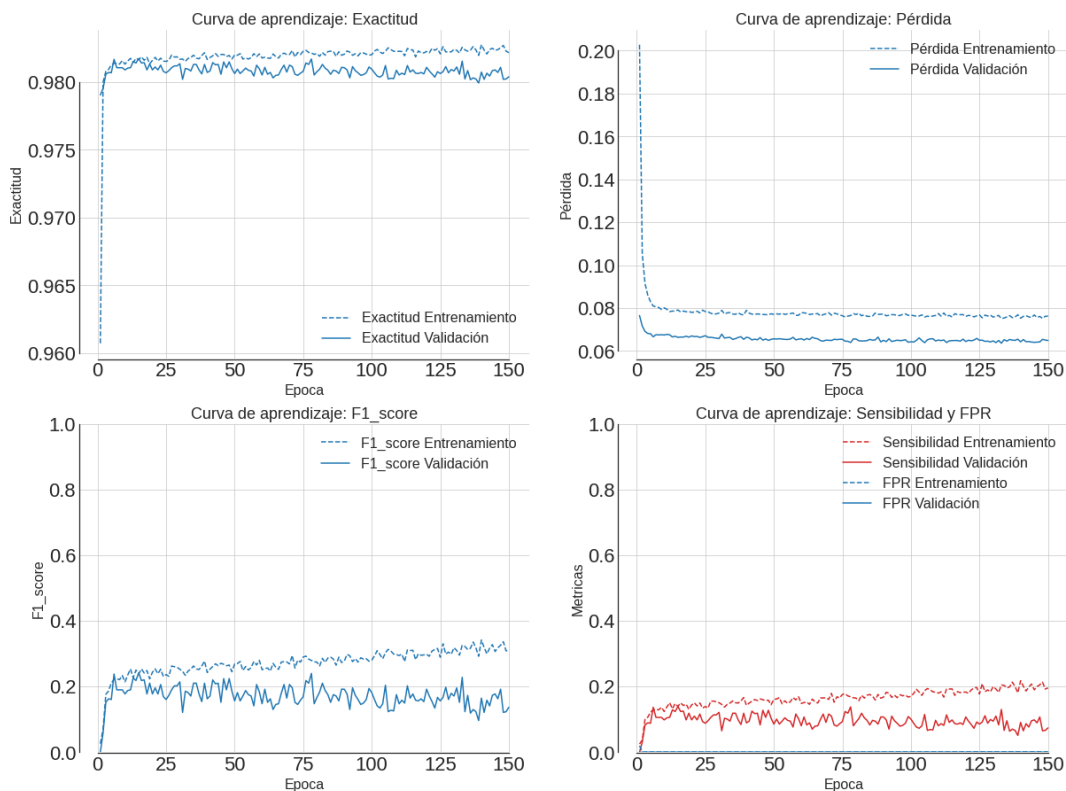 Curva de aprendizaje: Exactitud
0.980
0.975
0.970
0.965
0.960
Exactitud
Exactitud Entrenamiento
Exactitud Validación
0 25 50 75 100 125 150
Epoca
Curva de aprendizaje: Pérdida
0.20
0.18
0.16
0.14
0.12
0.10
0.08
0.06
Pérdida
Pérdida Entrenamiento
Pérdida Validación
0 25 50 75 100 125 150
Epoca
Curva de aprendizaje: F1_score
1.0
0.8
0.6
0.4
0.2
0.0
F1_score
F1_score Entrenamiento
F1_score Validación
0 25 50 75 100 125 150
Epoca
Curva de aprendizaje: Sensibilidad y FPR
1.0
0.8
0.6
0.4
0.2
0.0
Metricas
Sensibilidad Entrenamiento
Sensibilidad Validación
FPR Entrenamiento
FPR Validación
0 25 50 75 100 125 150
Epoca